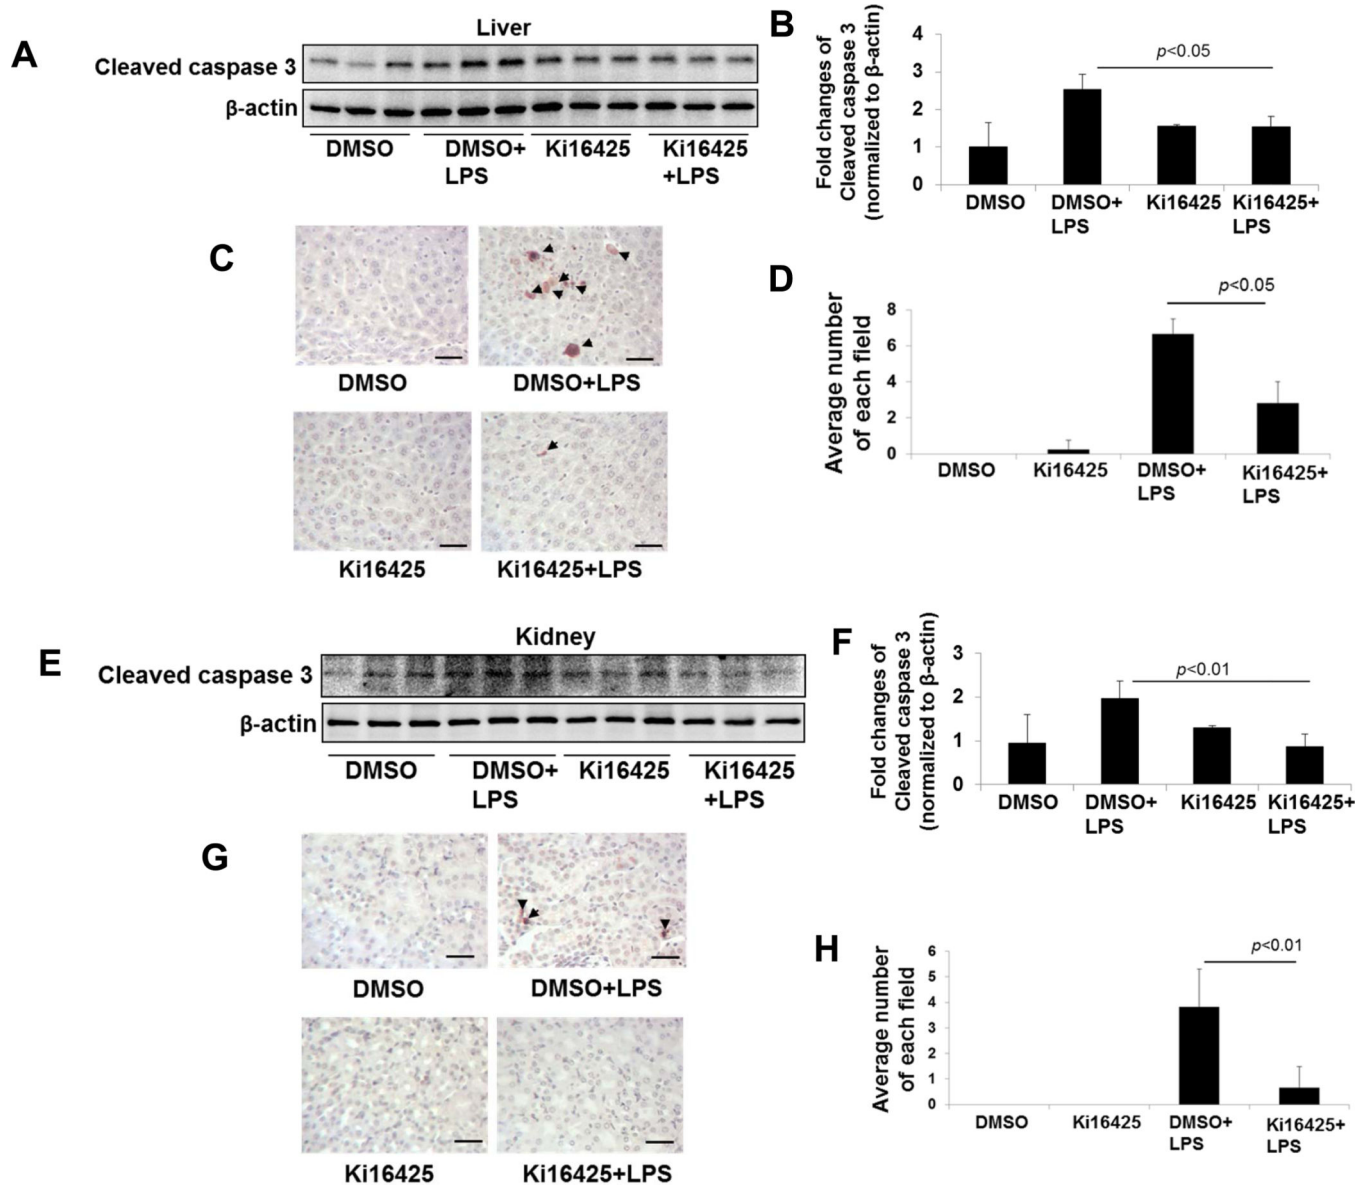 A
Liver
Cleaved caspase 3
β-actin
DMSO
DMSO+
LPS
Ki16425
Ki16425
+LPS
B
Fold changes of
Cleaved caspase 3
(normalized to β-actin)
4
3
2
1
0
p<0.05
DMSO
DMSO+
LPS
Ki16425
Ki16425+
LPS
C
DMSO
DMSO+LPS
Ki16425
Ki16425+LPS
D
Average number
of each field
8
6
4
2
0
p<0.05
DMSO
Ki16425
DMSO+
LPS
Ki16425+
LPS
E
Kidney
Cleaved caspase 3
β-actin
DMSO
DMSO+
LPS
Ki16425
Ki16425
+LPS
F
Fold changes of
Cleaved caspase 3
(normalized to β-actin)
3
2
1
0
p<0.01
DMSO
DMSO+
LPS
Ki16425
Ki16425+
LPS
G
DMSO
DMSO+LPS
Ki16425
Ki16425+LPS
H
Average number
of each field
6
5
4
3
2
1
0
p<0.01
DMSO
Ki16425
DMSO+
LPS
Ki16425+
LPS